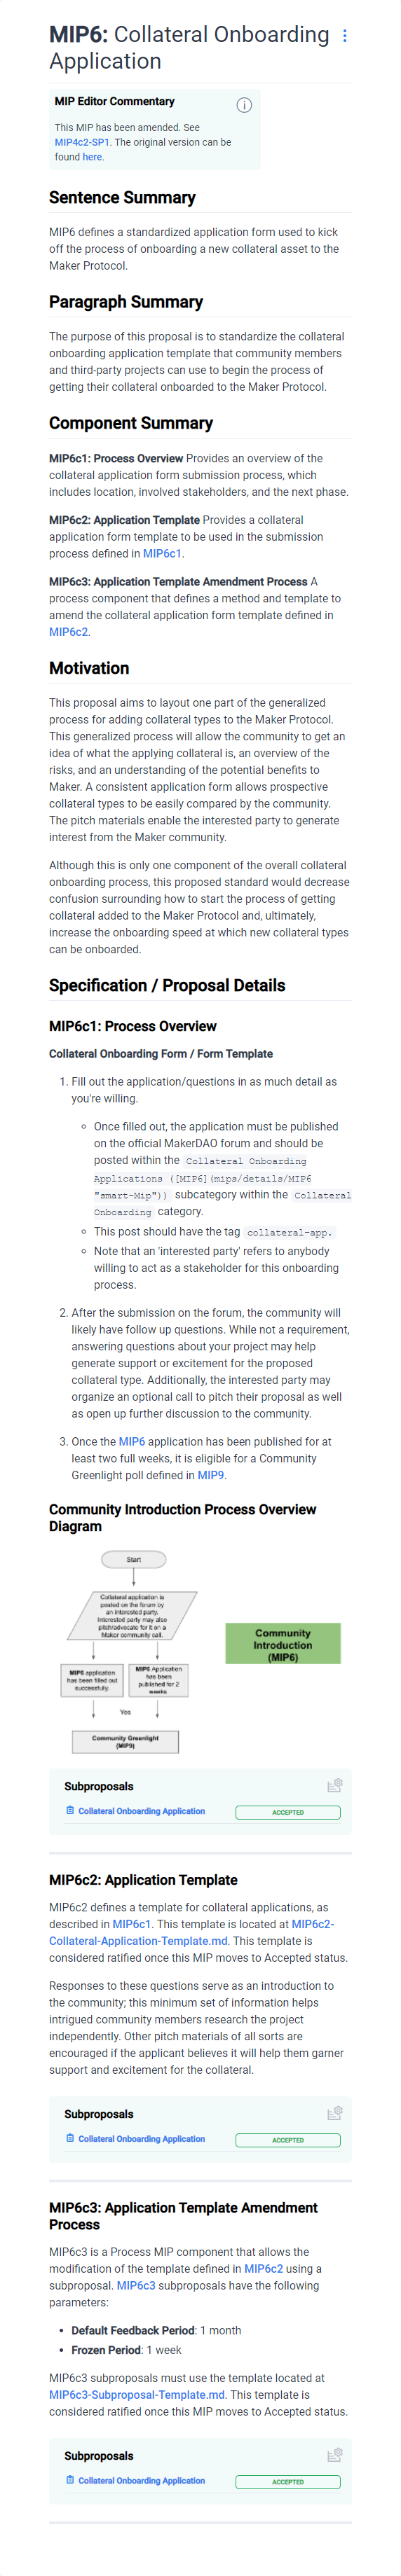 MIP6: Collateral Onboarding
Application
MIP Editor Commentary
This MIP has been amended. See
MIP4c2-SP1. The original version can be
found here.
Sentence Summary
MIP6 defines a standardized application form used to kick
off the process of onboarding a new collateral asset to the
Maker Protocol.
Paragraph Summary
The purpose of this proposal is to standardize the collateral
onboarding application template that community members
and third-party projects can use to begin the process of
getting their collateral onboarded to the Maker Protocol.
Component Summary
MIP6c1: Process Overview Provides an overview of the
collateral application form submission process, which
includes location, involved stakeholders, and the next phase.
MIP6c2: Application Template Provides a collateral
application form template to be used in the submission
process defined in MIP6c1.
MIP6c3: Application Template Amendment Process A
process component that defines a method and template to
amend the collateral application form template defined in
MIP6c2.
Motivation
This proposal aims to layout one part of the generalized
process for adding collateral types to the Maker Protocol.
This generalized process will allow the community to get an
idea of what the applying collateral is, an overview of the
risks, and an understanding of the potential benefits to
Maker. A consistent application form allows prospective
collateral types to be easily compared by the community.
The pitch materials enable the interested party to generate
interest from the Maker community.
Although this is only one component of the overall collateral
onboarding process, this proposed standard would decrease
confusion surrounding how to start the process of getting
collateral added to the Maker Protocol and, ultimately,
increase the onboarding speed at which new collateral types
can be onboarded.
Specification / Proposal Details
MIP6c1: Process Overview
Collateral Onboarding Form / Form Template
1. Fill out the application/questions in as much detail as
you're willing.
Once filled out, the application must be published
on the official MakerDAO forum and should be
posted within the Collateral Onboarding
Applications ([MIP6](mips/details/MIP6
"smart-Mip")) subcategory within the Collateral
Onboarding category.
This post should have the tag collateral-app.
Note that an 'interested party' refers to anybody
willing to act as a stakeholder for this onboarding
process.
2. After the submission on the forum, the community will
likely have follow up questions. While not a requirement,
answering questions about your project may help
generate support or excitement for the proposed
collateral type. Additionally, the interested party may
organize an optional call to pitch their proposal as well
as open up further discussion to the community.
3. Once the MIP6 application has been published for at
least two full weeks, it is eligible for a Community
Greenlight poll defined in MIP9.
Community Introduction Process Overview
Diagram
Start
Collateral application is
posted on the forum by
an interested party.
Interested party may also
pitch/advocate for it on a
Maker community call.
Community
Introduction
(MIP6)
MIP6 application
has been filled out
successfully.
MIP6 Application
has been
published for 2
weeks
Yes
Community Greenlight
(MIP9)
Subproposals
Collateral Onboarding Application ACCEPTED
MIP6c2: Application Template
MIP6c2 defines a template for collateral applications, as
described in MIP6c1. This template is located at MIP6c2-
Collateral-Application-Template.md. This template is
considered ratified once this MIP moves to Accepted status.
Responses to these questions serve as an introduction to
the community; this minimum set of information helps
intrigued community members research the project
independently. Other pitch materials of all sorts are
encouraged if the applicant believes it will help them garner
support and excitement for the collateral.
Subproposals
Collateral Onboarding Application ACCEPTED
MIP6c3: Application Template Amendment
Process
MIP6c3 is a Process MIP component that allows the
modification of the template defined in MIP6c2 using a
subproposal. MIP6c3 subproposals have the following
parameters:
Default Feedback Period: 1 month
Frozen Period: 1 week
MIP6c3 subproposals must use the template located at
MIP6c3-Subproposal-Template.md. This template is
considered ratified once this MIP moves to Accepted status.
Subproposals
Collateral Onboarding Application ACCEPTED